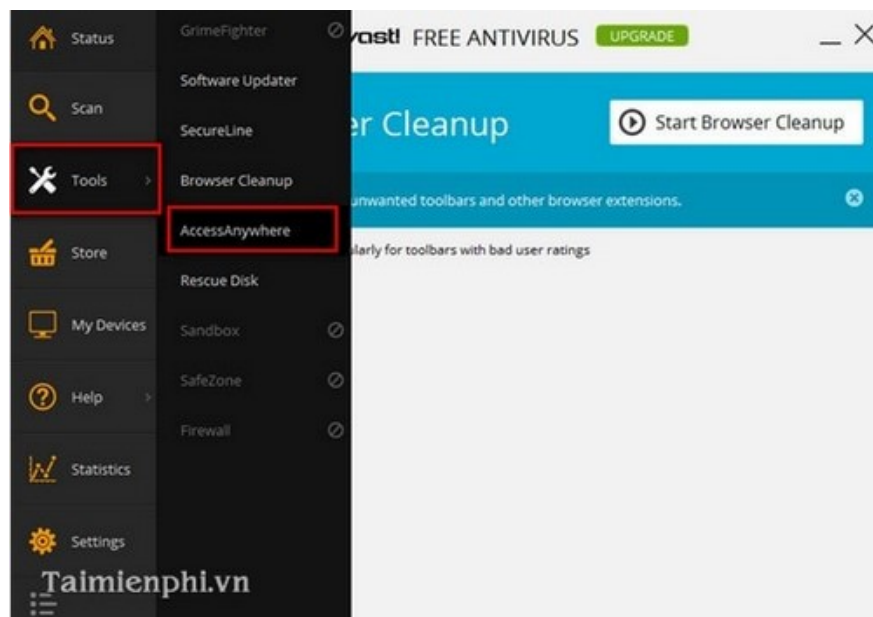 Status
Scan
Tools
Store
My Devices
Help
Statistics
Settings
GrimeFighter
Software Updater
SecureLine
Browser Cleanup
AccessAnywhere
Rescue Disk
Sandbox
SafeZone
Firewall
vast! FREE ANTIVIRUS UPGRADE
er Cleanup
Start Browser Cleanup
unwanted toolbars and other browser extensions.
ularly for toolbars with bad user ratings
Taimienphi.vn